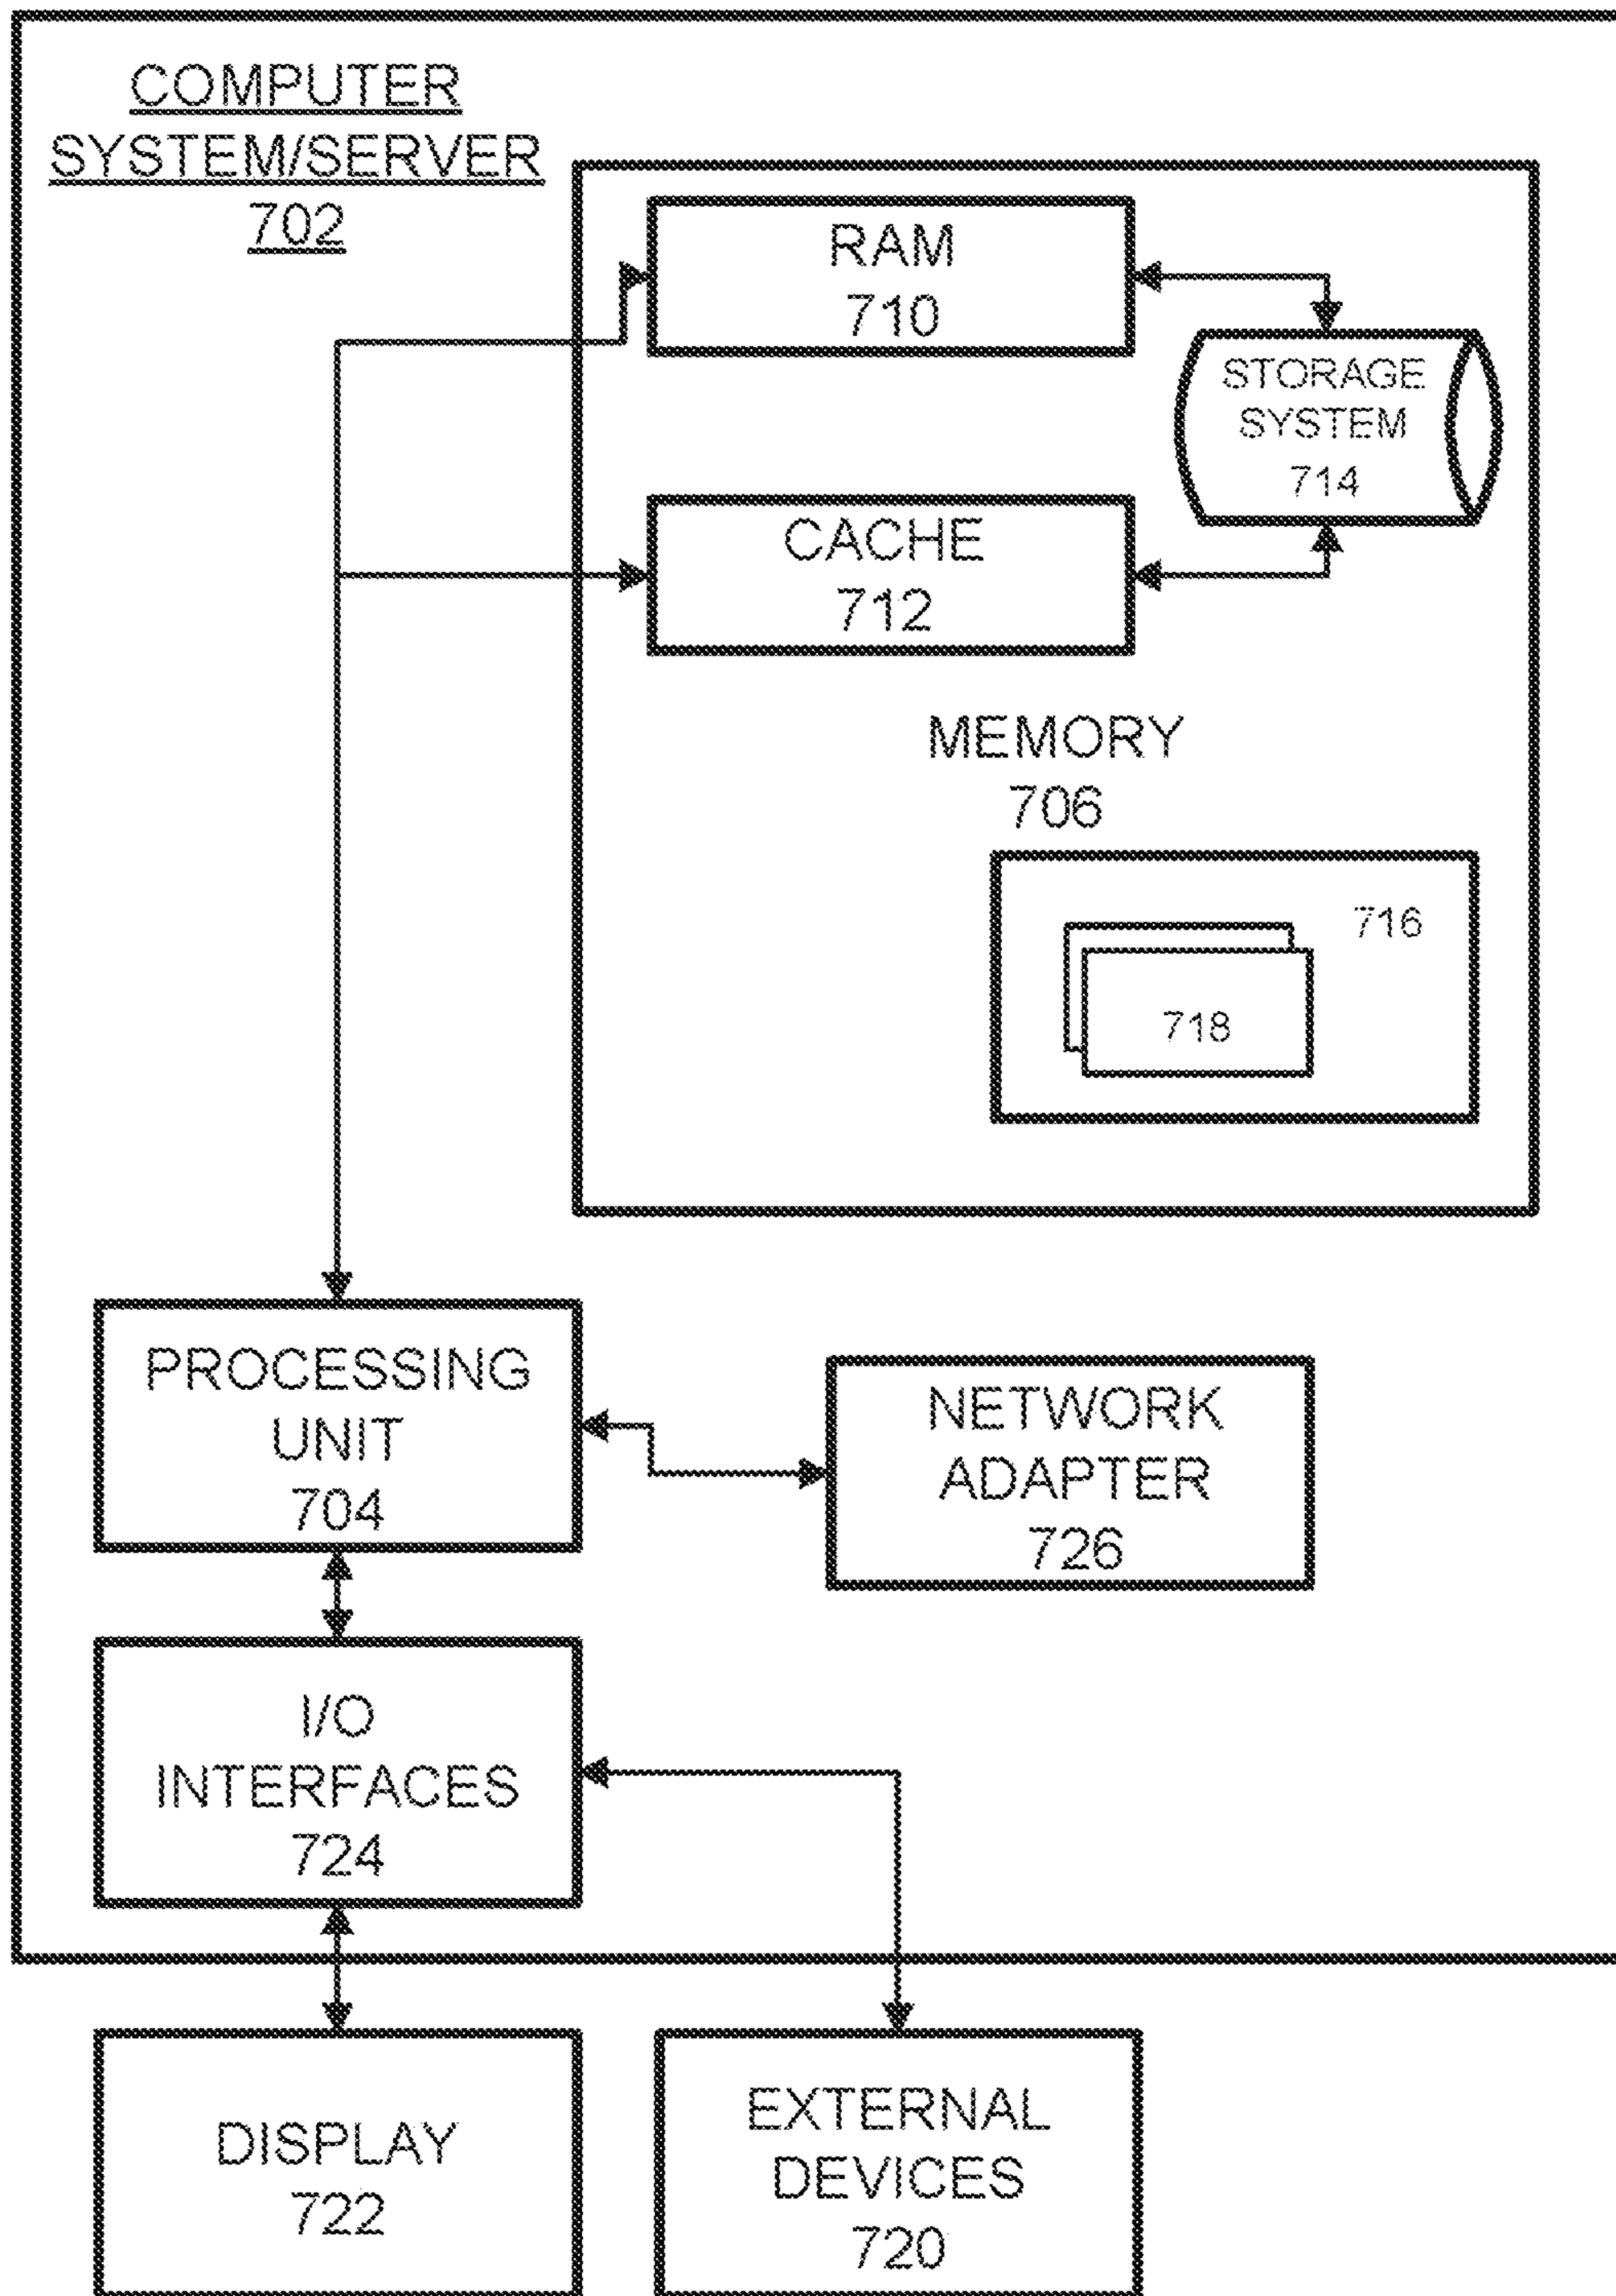 COMPUTER
SYSTEM/SERVER
702
RAM
710
STORAGE
SYSTEM
714
CACHE
712
MEMORY
706
716
718
PROCESSING
UNIT
704
NETWORK
ADAPTER
726
I/O
INTERFACES
724
DISPLAY
722
EXTERNAL
DEVICES
720